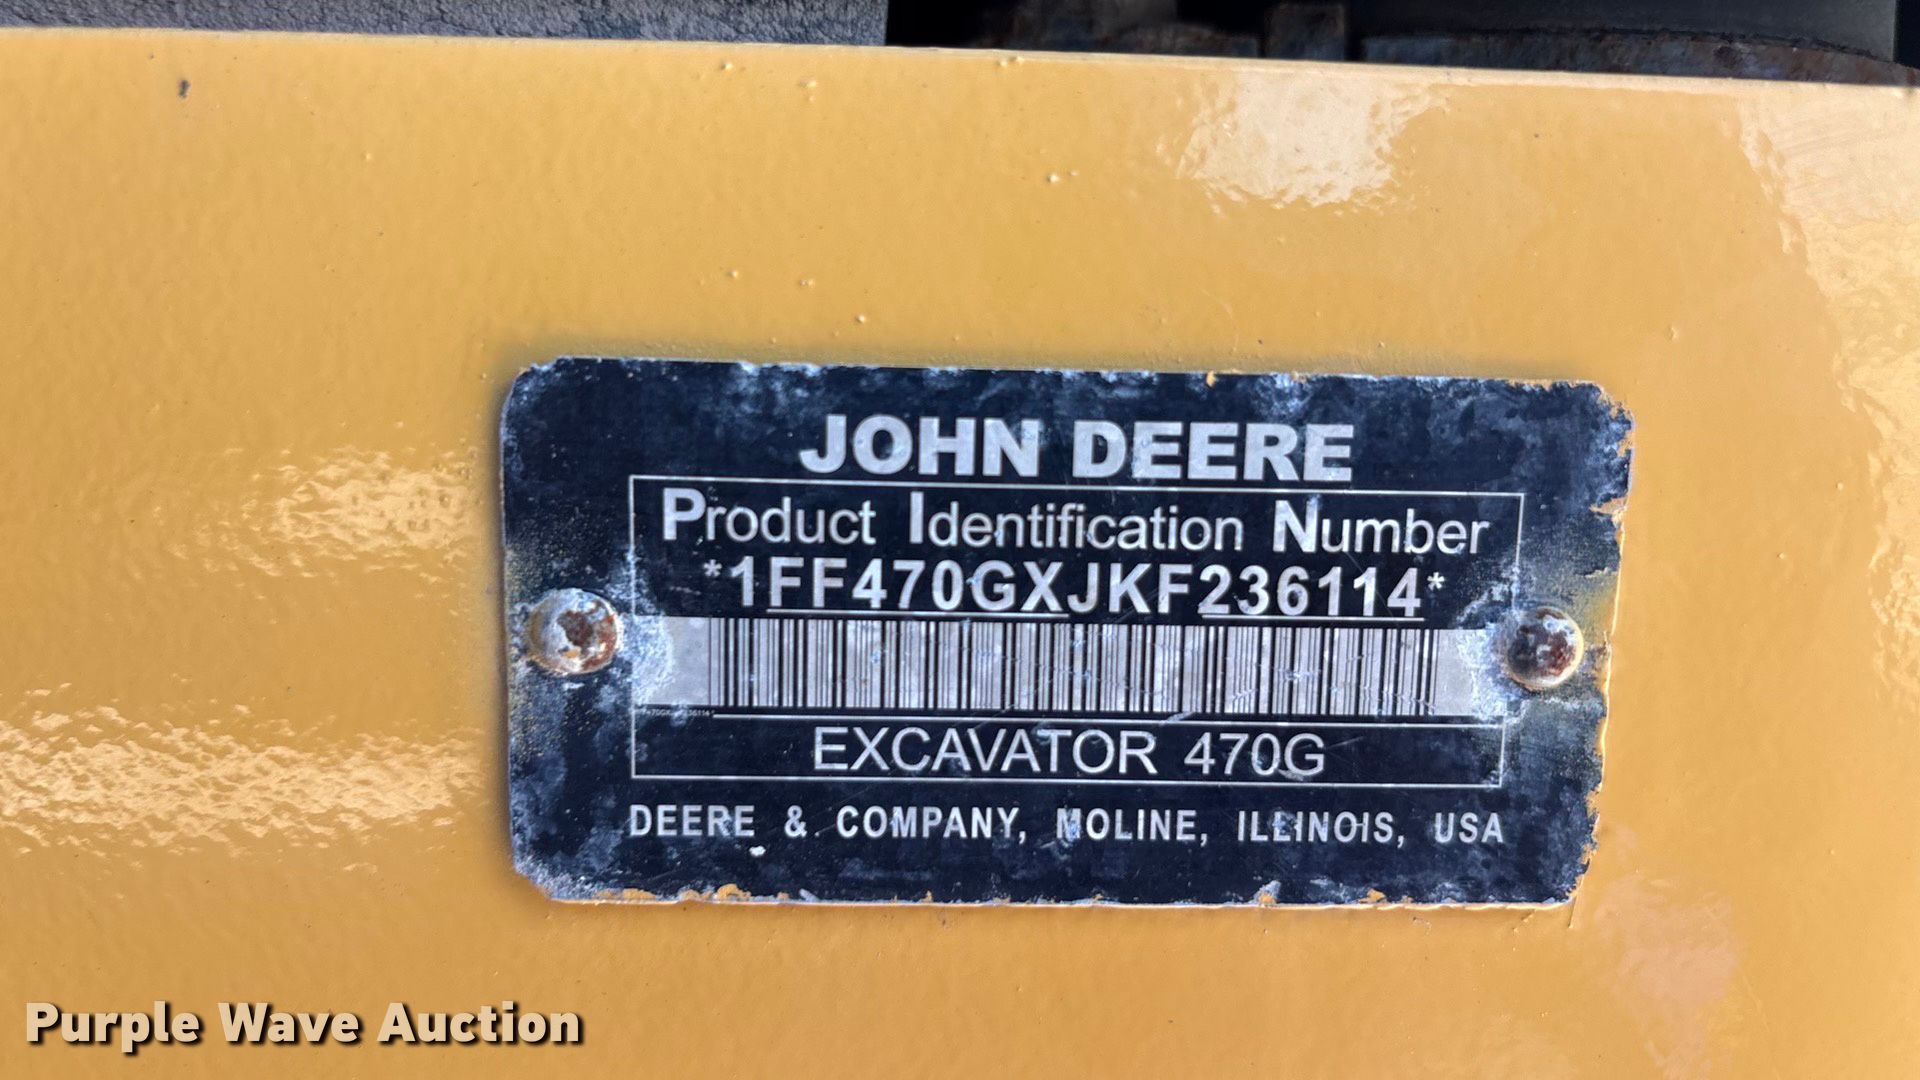 JOHN DEERE
Product Identification Number
*1FF470GXJKF236114*
EXCAVATOR 470G
DEERE & COMPANY, MOLINE, ILLINOIS, USA
Purple Wave Auction